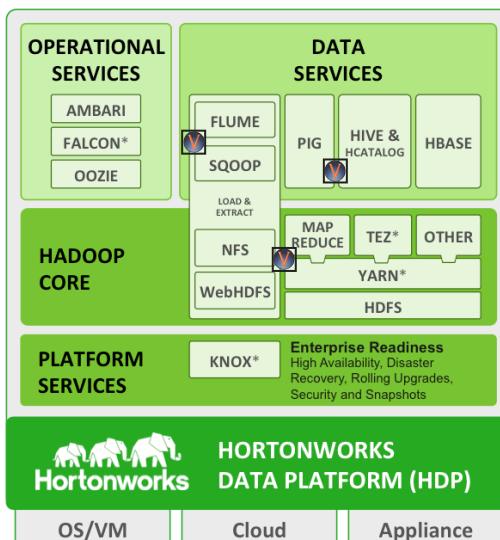 OPERATIONAL
SERVICES
AMBARI
FALCON*
OOZIE
DATA
SERVICES
FLUME
SQOOP
LOAD &
EXTRACT
NFS
WebHDFS
PIG
HIVE &
HCATALOG
HBASE
HADOOP
CORE
MAP
REDUCE
TEZ*
OTHER
YARN*
HDFS
PLATFORM
SERVICES
KNOX*
Enterprise Readiness
High Availability, Disaster
Recovery, Rolling Upgrades,
Security and Snapshots
Hortonworks
HORTONWORKS
DATA PLATFORM (HDP)
OS/VM
Cloud
Appliance
V
V
V